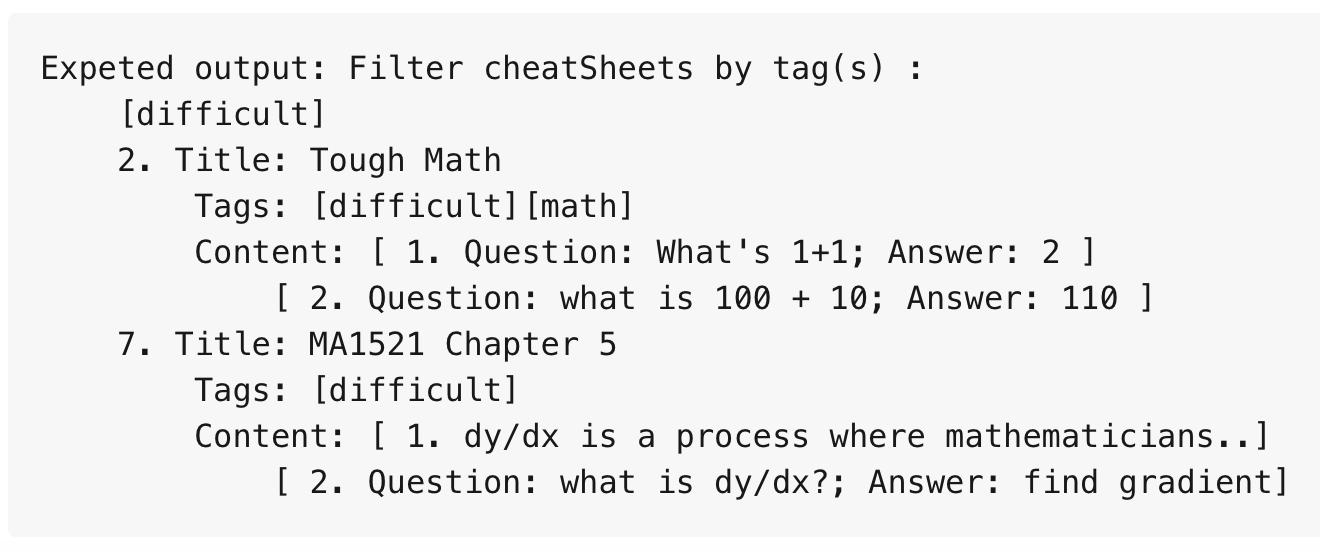 Expeted output: Filter cheatSheets by tag(s) :
[difficult]
2. Title: Tough Math
Tags: [difficult][math]
Content: [ 1. Question: What's 1+1; Answer: 2 ]
[ 2. Question: what is 100 + 10; Answer: 110 ]
7. Title: MA1521 Chapter 5
Tags: [difficult]
Content: [ 1. dy/dx is a process where mathematicians..]
[ 2. Question: what is dy/dx?; Answer: find gradient]